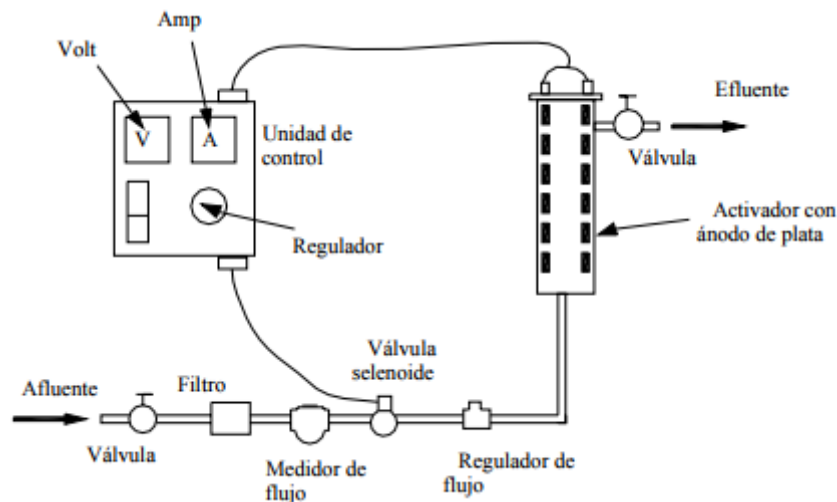 Amp
Volt
V
A
Unidad de
control
Regulador
Efluente
Válvula
Activador con
ánodo de plata
Válvula
selenoide
Afluente
Filtro
Válvula
Medidor de
flujo
Regulador de
flujo